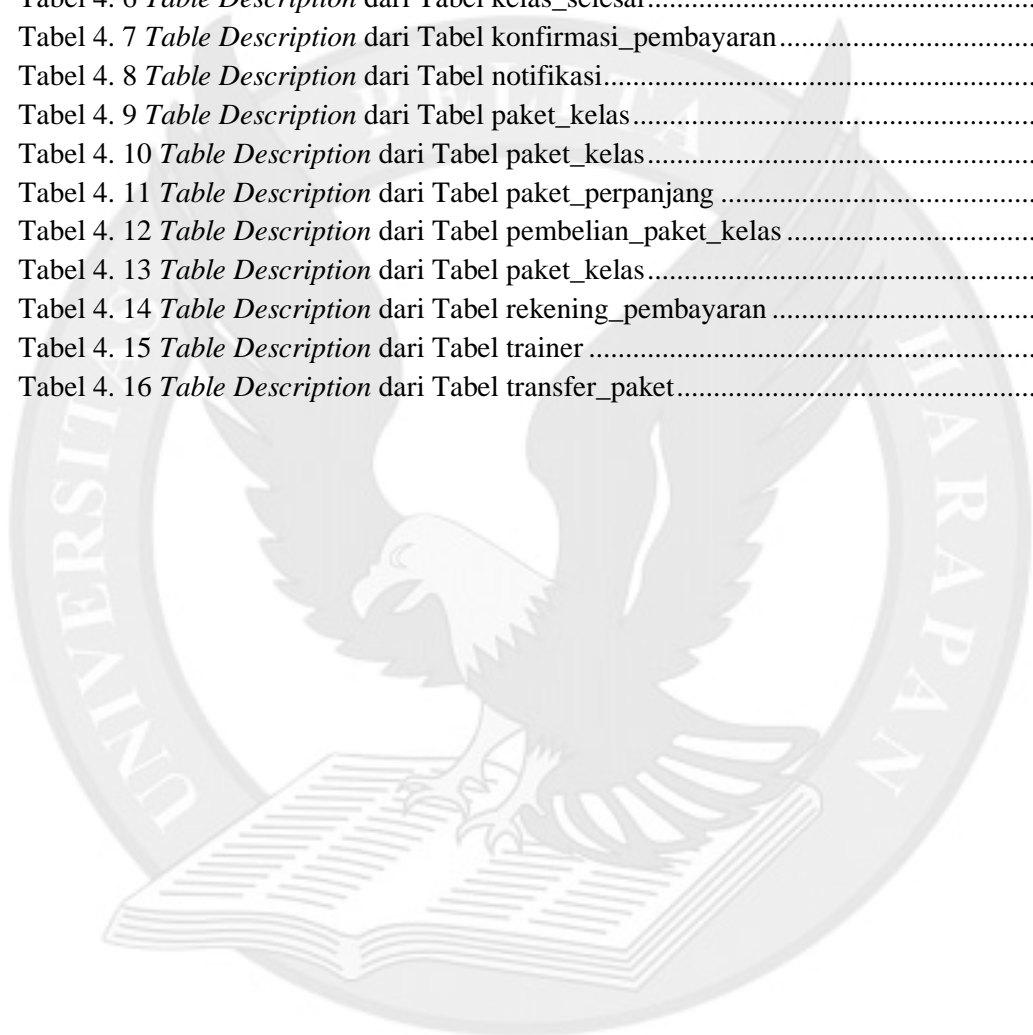 Tabel 4. 6 Table Description dari Tabel kelas_selesai
Tabel 4. 7 Table Description dari Tabel konfirmasi_pembayaran
Tabel 4. 8 Table Description dari Tabel notifikasi
Tabel 4. 9 Table Description dari Tabel paket_kelas
Tabel 4. 10 Table Description dari Tabel paket_kelas
Tabel 4. 11 Table Description dari Tabel paket_perpanjang
Tabel 4. 12 Table Description dari Tabel pembelian_paket_kelas
Tabel 4. 13 Table Description dari Tabel paket_kelas
Tabel 4. 14 Table Description dari Tabel rekening_pembayaran
Tabel 4. 15 Table Description dari Tabel trainer
Tabel 4. 16 Table Description dari Tabel transfer_paket
UNIVERSITAS PELITA HARAPAN